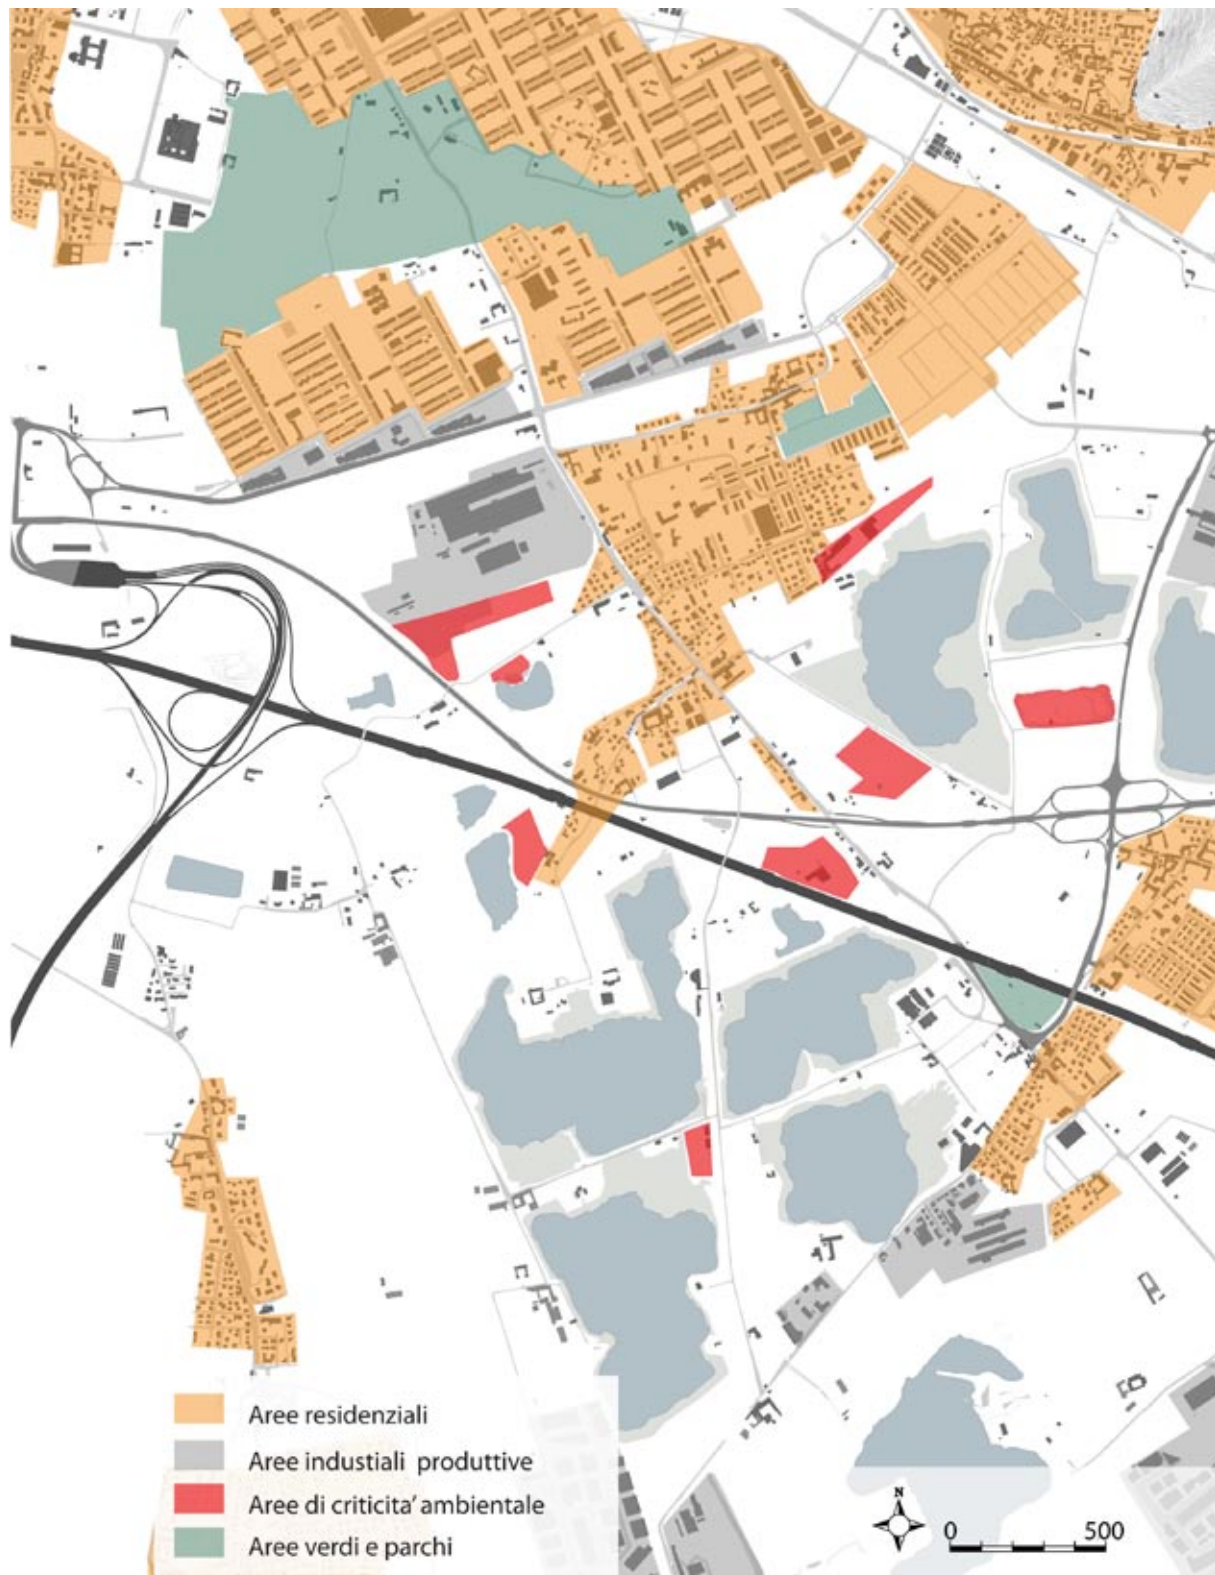 Aree residenziali
Aree industiali produttive
Aree di criticita' ambientale
Aree verdi e parchi
N
0 500